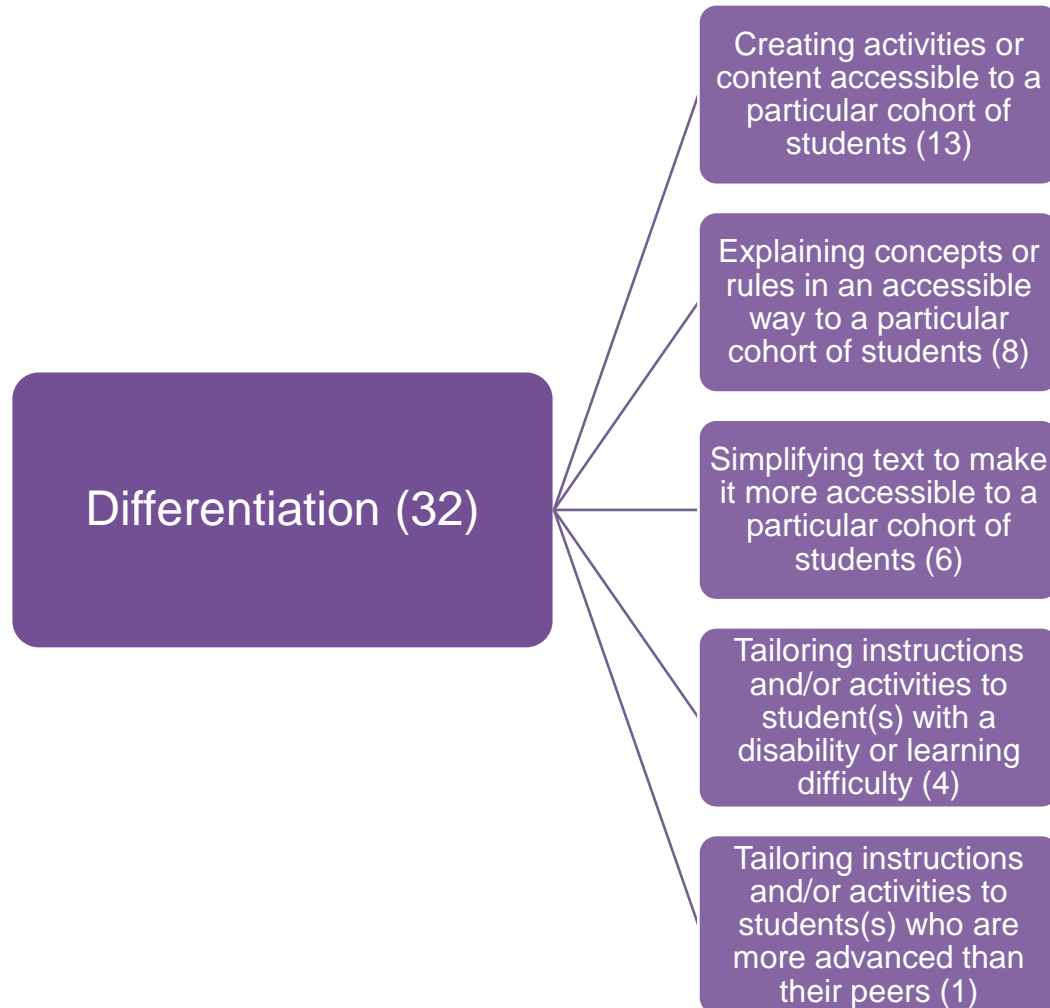 Differentiation (32)
Creating activities or
content accessible to a
particular cohort of
students (13)
Explaining concepts or
rules in an accessible
way to a particular
cohort of students (8)
Simplifying text to make
it more accessible to a
particular cohort of
students (6)
Tailoring instructions
and/or activities to
student(s) with a
disability or learning
difficulty (4)
Tailoring instructions
and/or activities to
students(s) who are
more advanced than
their peers (1)